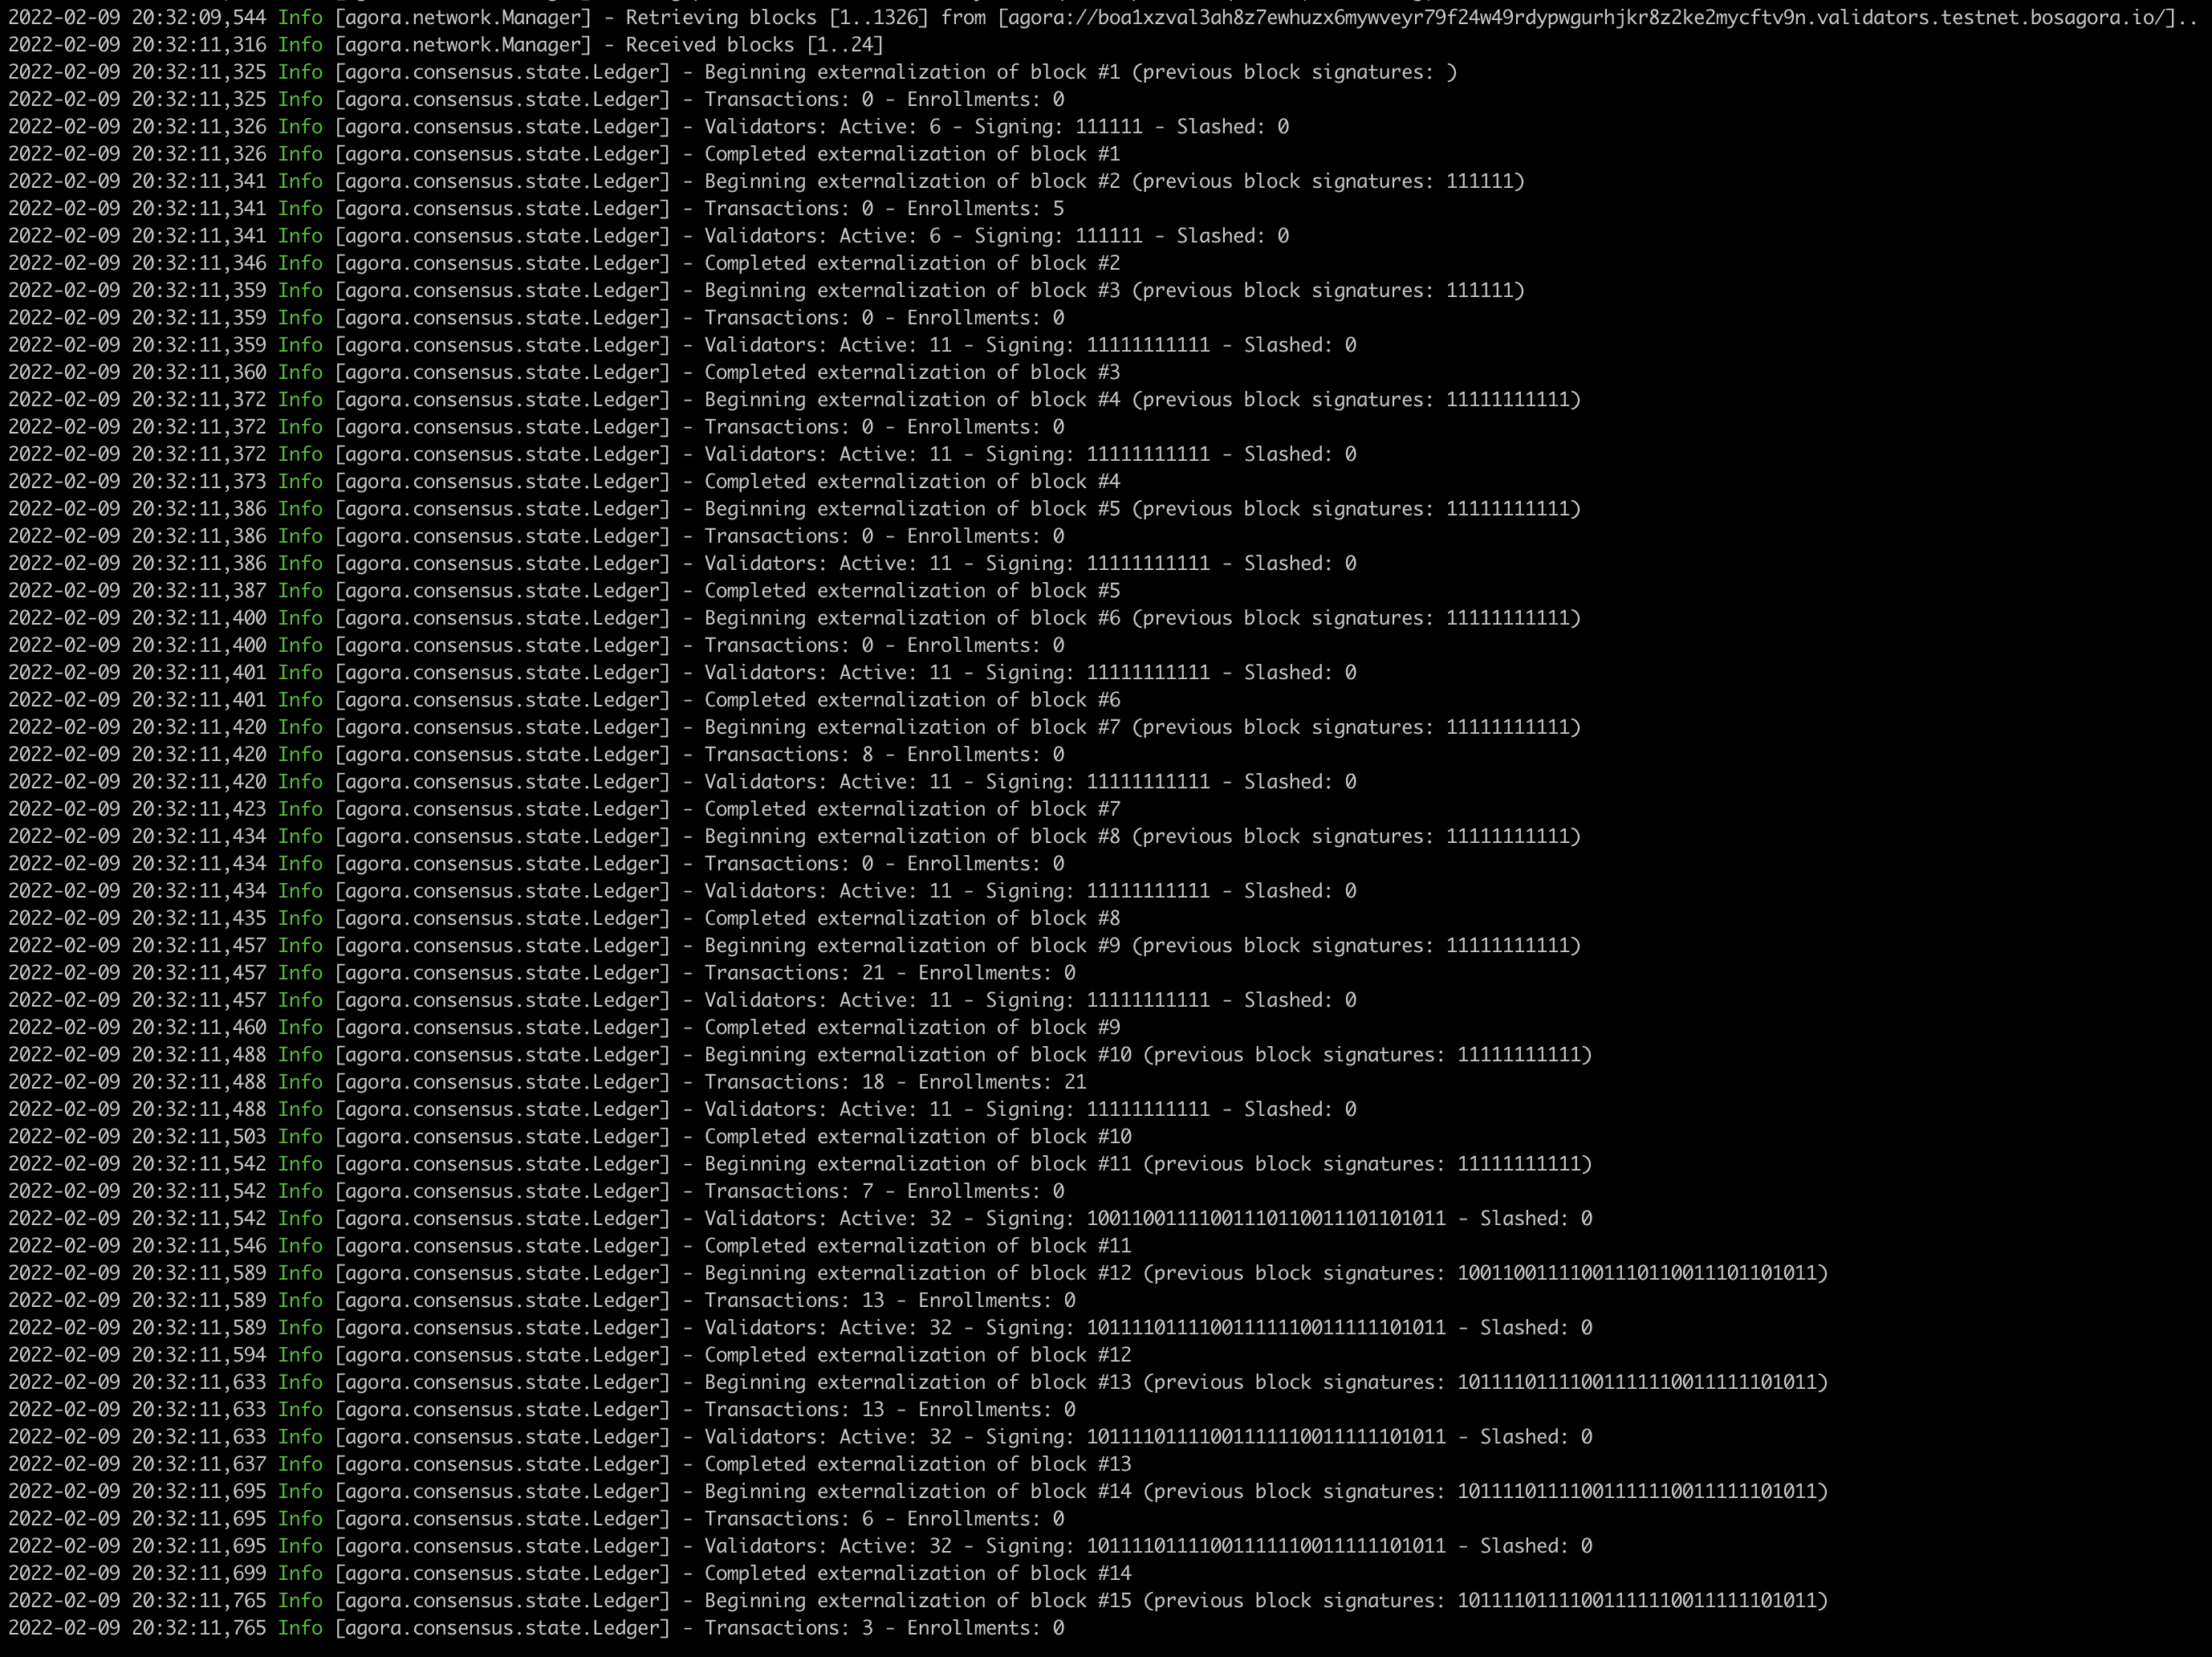 2022-02-09 20:32:09,544 Info [agora.network.Manager] - Retrieving blocks [1..1326] from [agora://boa1xzval3ah8z7ewhuzx6mywveyr79f24w49rdypwgurhjkr8z2ke2mycftv9n.validators.testnet.bosagora.io/]..
2022-02-09 20:32:11,316 Info [agora.network.Manager] - Received blocks [1..24]
2022-02-09 20:32:11,325 Info [agora.consensus.state.Ledger] - Beginning externalization of block #1 (previous block signatures: )
2022-02-09 20:32:11,325 Info [agora.consensus.state.Ledger] - Transactions: 0 - Enrollments: 0
2022-02-09 20:32:11,326 Info [agora.consensus.state.Ledger] - Validators: Active: 6 - Signing: 111111 - Slashed: 0
2022-02-09 20:32:11,326 Info [agora.consensus.state.Ledger] - Completed externalization of block #1
2022-02-09 20:32:11,341 Info [agora.consensus.state.Ledger] - Beginning externalization of block #2 (previous block signatures: 111111)
2022-02-09 20:32:11,341 Info [agora.consensus.state.Ledger] - Transactions: 0 - Enrollments: 5
2022-02-09 20:32:11,341 Info [agora.consensus.state.Ledger] - Validators: Active: 6 - Signing: 111111 - Slashed: 0
2022-02-09 20:32:11,346 Info [agora.consensus.state.Ledger] - Completed externalization of block #2
2022-02-09 20:32:11,359 Info [agora.consensus.state.Ledger] - Beginning externalization of block #3 (previous block signatures: 111111)
2022-02-09 20:32:11,359 Info [agora.consensus.state.Ledger] - Transactions: 0 - Enrollments: 0
2022-02-09 20:32:11,359 Info [agora.consensus.state.Ledger] - Validators: Active: 11 - Signing: 11111111111 - Slashed: 0
2022-02-09 20:32:11,360 Info [agora.consensus.state.Ledger] - Completed externalization of block #3
2022-02-09 20:32:11,372 Info [agora.consensus.state.Ledger] - Beginning externalization of block #4 (previous block signatures: 11111111111)
2022-02-09 20:32:11,372 Info [agora.consensus.state.Ledger] - Transactions: 0 - Enrollments: 0
2022-02-09 20:32:11,372 Info [agora.consensus.state.Ledger] - Validators: Active: 11 - Signing: 11111111111 - Slashed: 0
2022-02-09 20:32:11,373 Info [agora.consensus.state.Ledger] - Completed externalization of block #4
2022-02-09 20:32:11,386 Info [agora.consensus.state.Ledger] - Beginning externalization of block #5 (previous block signatures: 11111111111)
2022-02-09 20:32:11,386 Info [agora.consensus.state.Ledger] - Transactions: 0 - Enrollments: 0
2022-02-09 20:32:11,386 Info [agora.consensus.state.Ledger] - Validators: Active: 11 - Signing: 11111111111 - Slashed: 0
2022-02-09 20:32:11,387 Info [agora.consensus.state.Ledger] - Completed externalization of block #5
2022-02-09 20:32:11,400 Info [agora.consensus.state.Ledger] - Beginning externalization of block #6 (previous block signatures: 11111111111)
2022-02-09 20:32:11,400 Info [agora.consensus.state.Ledger] - Transactions: 0 - Enrollments: 0
2022-02-09 20:32:11,401 Info [agora.consensus.state.Ledger] - Validators: Active: 11 - Signing: 11111111111 - Slashed: 0
2022-02-09 20:32:11,401 Info [agora.consensus.state.Ledger] - Completed externalization of block #6
2022-02-09 20:32:11,420 Info [agora.consensus.state.Ledger] - Beginning externalization of block #7 (previous block signatures: 11111111111)
2022-02-09 20:32:11,420 Info [agora.consensus.state.Ledger] - Transactions: 8 - Enrollments: 0
2022-02-09 20:32:11,420 Info [agora.consensus.state.Ledger] - Validators: Active: 11 - Signing: 11111111111 - Slashed: 0
2022-02-09 20:32:11,423 Info [agora.consensus.state.Ledger] - Completed externalization of block #7
2022-02-09 20:32:11,434 Info [agora.consensus.state.Ledger] - Beginning externalization of block #8 (previous block signatures: 11111111111)
2022-02-09 20:32:11,434 Info [agora.consensus.state.Ledger] - Transactions: 0 - Enrollments: 0
2022-02-09 20:32:11,434 Info [agora.consensus.state.Ledger] - Validators: Active: 11 - Signing: 11111111111 - Slashed: 0
2022-02-09 20:32:11,435 Info [agora.consensus.state.Ledger] - Completed externalization of block #8
2022-02-09 20:32:11,457 Info [agora.consensus.state.Ledger] - Beginning externalization of block #9 (previous block signatures: 11111111111)
2022-02-09 20:32:11,457 Info [agora.consensus.state.Ledger] - Transactions: 21 - Enrollments: 0
2022-02-09 20:32:11,457 Info [agora.consensus.state.Ledger] - Validators: Active: 11 - Signing: 11111111111 - Slashed: 0
2022-02-09 20:32:11,460 Info [agora.consensus.state.Ledger] - Completed externalization of block #9
2022-02-09 20:32:11,488 Info [agora.consensus.state.Ledger] - Beginning externalization of block #10 (previous block signatures: 11111111111)
2022-02-09 20:32:11,488 Info [agora.consensus.state.Ledger] - Transactions: 18 - Enrollments: 21
2022-02-09 20:32:11,488 Info [agora.consensus.state.Ledger] - Validators: Active: 11 - Signing: 11111111111 - Slashed: 0
2022-02-09 20:32:11,503 Info [agora.consensus.state.Ledger] - Completed externalization of block #10
2022-02-09 20:32:11,542 Info [agora.consensus.state.Ledger] - Beginning externalization of block #11 (previous block signatures: 11111111111)
2022-02-09 20:32:11,542 Info [agora.consensus.state.Ledger] - Transactions: 7 - Enrollments: 0
2022-02-09 20:32:11,542 Info [agora.consensus.state.Ledger] - Validators: Active: 32 - Signing: 10011001111001110110011101101011 - Slashed: 0
2022-02-09 20:32:11,546 Info [agora.consensus.state.Ledger] - Completed externalization of block #11
2022-02-09 20:32:11,589 Info [agora.consensus.state.Ledger] - Beginning externalization of block #12 (previous block signatures: 10011001111001110110011101101011)
2022-02-09 20:32:11,589 Info [agora.consensus.state.Ledger] - Transactions: 13 - Enrollments: 0
2022-02-09 20:32:11,589 Info [agora.consensus.state.Ledger] - Validators: Active: 32 - Signing: 10111101111001111110011111101011 - Slashed: 0
2022-02-09 20:32:11,594 Info [agora.consensus.state.Ledger] - Completed externalization of block #12
2022-02-09 20:32:11,633 Info [agora.consensus.state.Ledger] - Beginning externalization of block #13 (previous block signatures: 10111101111001111110011111101011)
2022-02-09 20:32:11,633 Info [agora.consensus.state.Ledger] - Transactions: 13 - Enrollments: 0
2022-02-09 20:32:11,633 Info [agora.consensus.state.Ledger] - Validators: Active: 32 - Signing: 10111101111001111110011111101011 - Slashed: 0
2022-02-09 20:32:11,637 Info [agora.consensus.state.Ledger] - Completed externalization of block #13
2022-02-09 20:32:11,695 Info [agora.consensus.state.Ledger] - Beginning externalization of block #14 (previous block signatures: 10111101111001111110011111101011)
2022-02-09 20:32:11,695 Info [agora.consensus.state.Ledger] - Transactions: 6 - Enrollments: 0
2022-02-09 20:32:11,695 Info [agora.consensus.state.Ledger] - Validators: Active: 32 - Signing: 10111101111001111110011111101011 - Slashed: 0
2022-02-09 20:32:11,699 Info [agora.consensus.state.Ledger] - Completed externalization of block #14
2022-02-09 20:32:11,765 Info [agora.consensus.state.Ledger] - Beginning externalization of block #15 (previous block signatures: 10111101111001111110011111101011)
2022-02-09 20:32:11,765 Info [agora.consensus.state.Ledger] - Transactions: 3 - Enrollments: 0